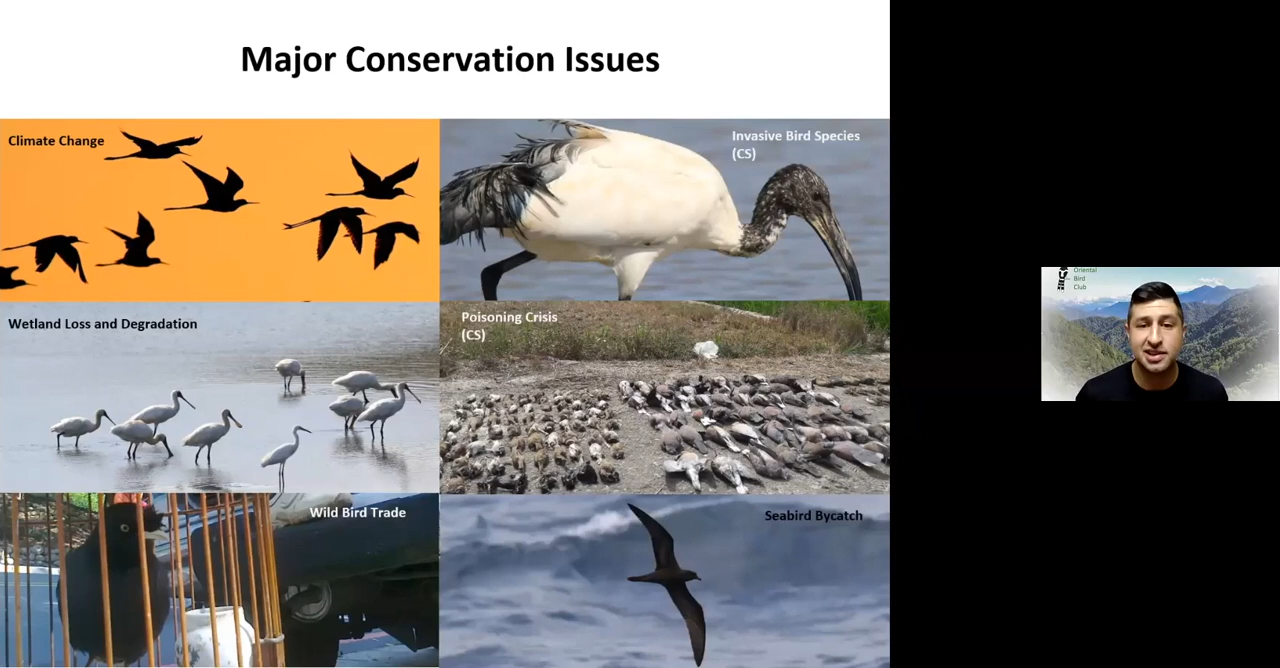 Major Conservation Issues
Climate Change
Invasive Bird Species
(CS)
Wetland Loss and Degradation
Poisoning Crisis
(CS)
Wild Bird Trade
Seabird Bycatch
Oriental
Bird
Club